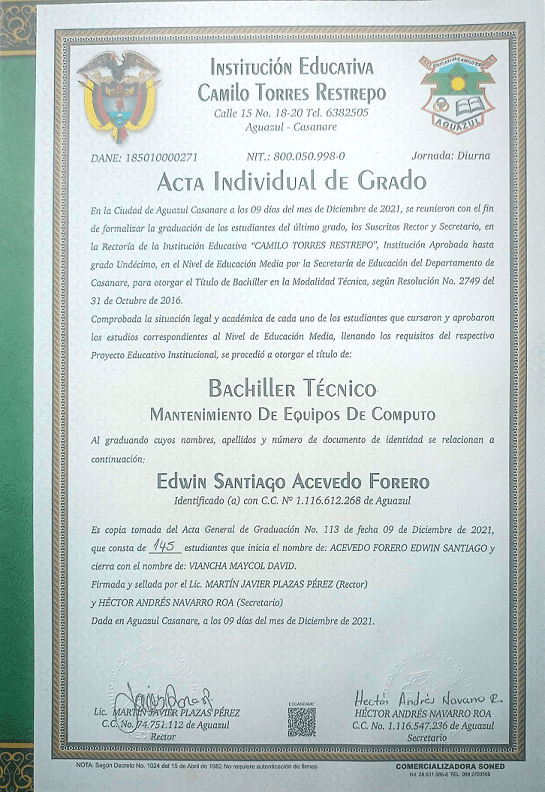 INSTITUCIÓN EDUCATIVA
CAMILO TORRES RESTREPO
Calle 15 No. 18-20 Tel. 6382505
Aguazul - Casanare
AGUAZUL
DANE: 185010000271 NIT.: 800.050.998-0 Jornada: Diurna
ACTA INDIVIDUAL DE GRADO
En la Ciudad de Aguazul Casanare a los 09 días del mes de Diciembre de 2021, se reunieron con el fin
de formalizar la graduación de los estudiantes del último grado, los Suscritos Rector y Secretario, en
la Rectoría de la Institución Educativa "CAMILO TORRES RESTREPO", Institución Aprobada hasta
grado Undécimo, en el Nivel de Educación Media por la Secretaría de Educación del Departamento de
Casanare, para otorgar el Título de Bachiller en la Modalidad Técnica, según Resolución No. 2749 del
31 de Octubre de 2016.
Comprobada la situación legal y académica de cada uno de los estudiantes que cursaron y aprobaron
los estudios correspondientes al Nivel de Educación Media, llenando los requisitos del respectivo
Proyecto Educativo Institucional, se procedió a otorgar el título de:
BACHILLER TÉCNICO
MANTENIMIENTO DE EQUIPOS DE COMPUTO
Al graduando cuyos nombres, apellidos y número de documento de identidad se relacionan a
continuación:
EDWIN SANTIAGO ACEVEDO FORERO
Identificado (a) con C.C. N° 1.116.612.268 de Aguazul
Es copia tomada del Acta General de Graduación No. 113 de fecha 09 de Diciembre de 2021,
que consta de 145 estudiantes que inicia el nombre de: ACEVEDO FORERO EDWIN SANTIAGO y
cierra con el nombre de: VIANCHA MAYCOL DAVID.
Firmada y sellada por el Lic. MARTÍN JAVIER PLAZAS PÉREZ (Rector)
y HÉCTOR ANDRÉS NAVARRO ROA (Secretario)
Dada en Aguazul Casanare, a los 09 días del mes de Diciembre de 2021.
ESCANÉAME
Héctor Andrés Navarro R.
Lic. MARTÍN JAVIER PLAZAS PÉREZ HÉCTOR ANDRÉS NAVARRO ROA
C.C. No. 74.751.112 de Aguazul C.C. No. 1.116.547.236 de Aguazul
Rector Secretario
NOTA: Según Decreto No. 1024 del 15 de Abril de 1982 No requiere autenticación de firmas COMERCIALIZADORA SONED